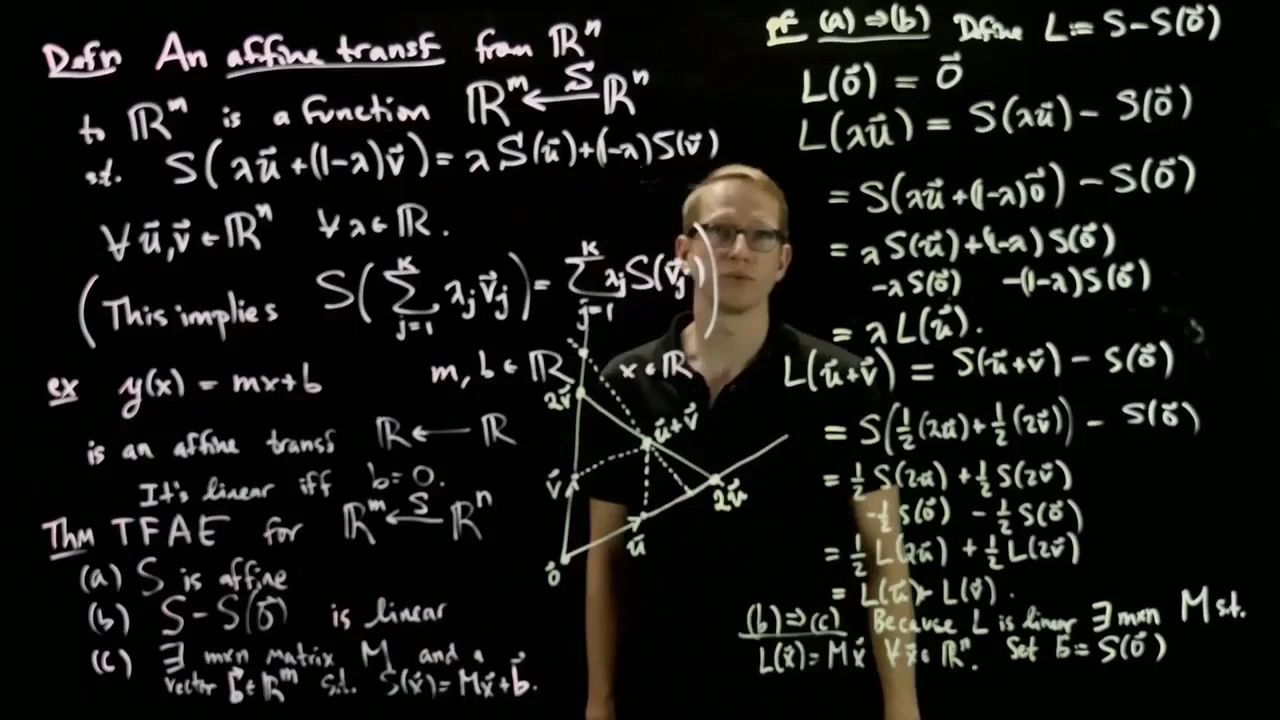 Defn An affine transf from ℝⁿ
to ℝᵐ is a function ℝᵐ ←S— ℝⁿ
s.t. S(λu⃗+(1-λ)v⃗) = λS(u⃗)+(1-λ)S(v⃗)
∀ u⃗,v⃗ ∈ ℝⁿ ∀ λ ∈ ℝ.
(This implies S(∑_{j=1}^{K} λ_j v⃗_j) = ∑_{j=1}^{K} λ_j S(v⃗_j))
ex y(x) = mx+b m, b ∈ ℝ x ∈ ℝ
is an affine transf ℝ ← ℝ
It's linear iff b=0.
Thm TFAE for ℝᵐ ←S— ℝⁿ
(a) S is affine
(b) S-S(0⃗) is linear
(c) ∃ m×n matrix M and a
vector b⃗ ∈ ℝᵐ s.t. S(x⃗)=Mx⃗+b⃗.
2v⃗
u⃗+v⃗
v⃗
2u⃗
u⃗
0⃗
pf (a)⇒(b) Define L:= S-S(0⃗)
L(0⃗) = 0⃗
L(λu⃗) = S(λu⃗) - S(0⃗)
= S(λu⃗+(1-λ)0⃗) - S(0⃗)
= λS(u⃗)+(1-λ)S(0⃗)
-λS(0⃗) -(1-λ)S(0⃗)
= λL(u⃗).
L(u⃗+v⃗) = S(u⃗+v⃗) - S(0⃗)
= S(½(2u⃗)+½(2v⃗)) - S(0⃗)
= ½S(2u⃗) + ½S(2v⃗)
-½S(0⃗) -½S(0⃗)
= ½L(2u⃗) + ½L(2v⃗)
= L(u⃗)+L(v⃗).
(b)⇒(c) Because L is linear ∃ m×n M s.t.
L(x⃗)=Mx⃗ ∀x⃗ ∈ ℝⁿ. Set b⃗=S(0⃗)